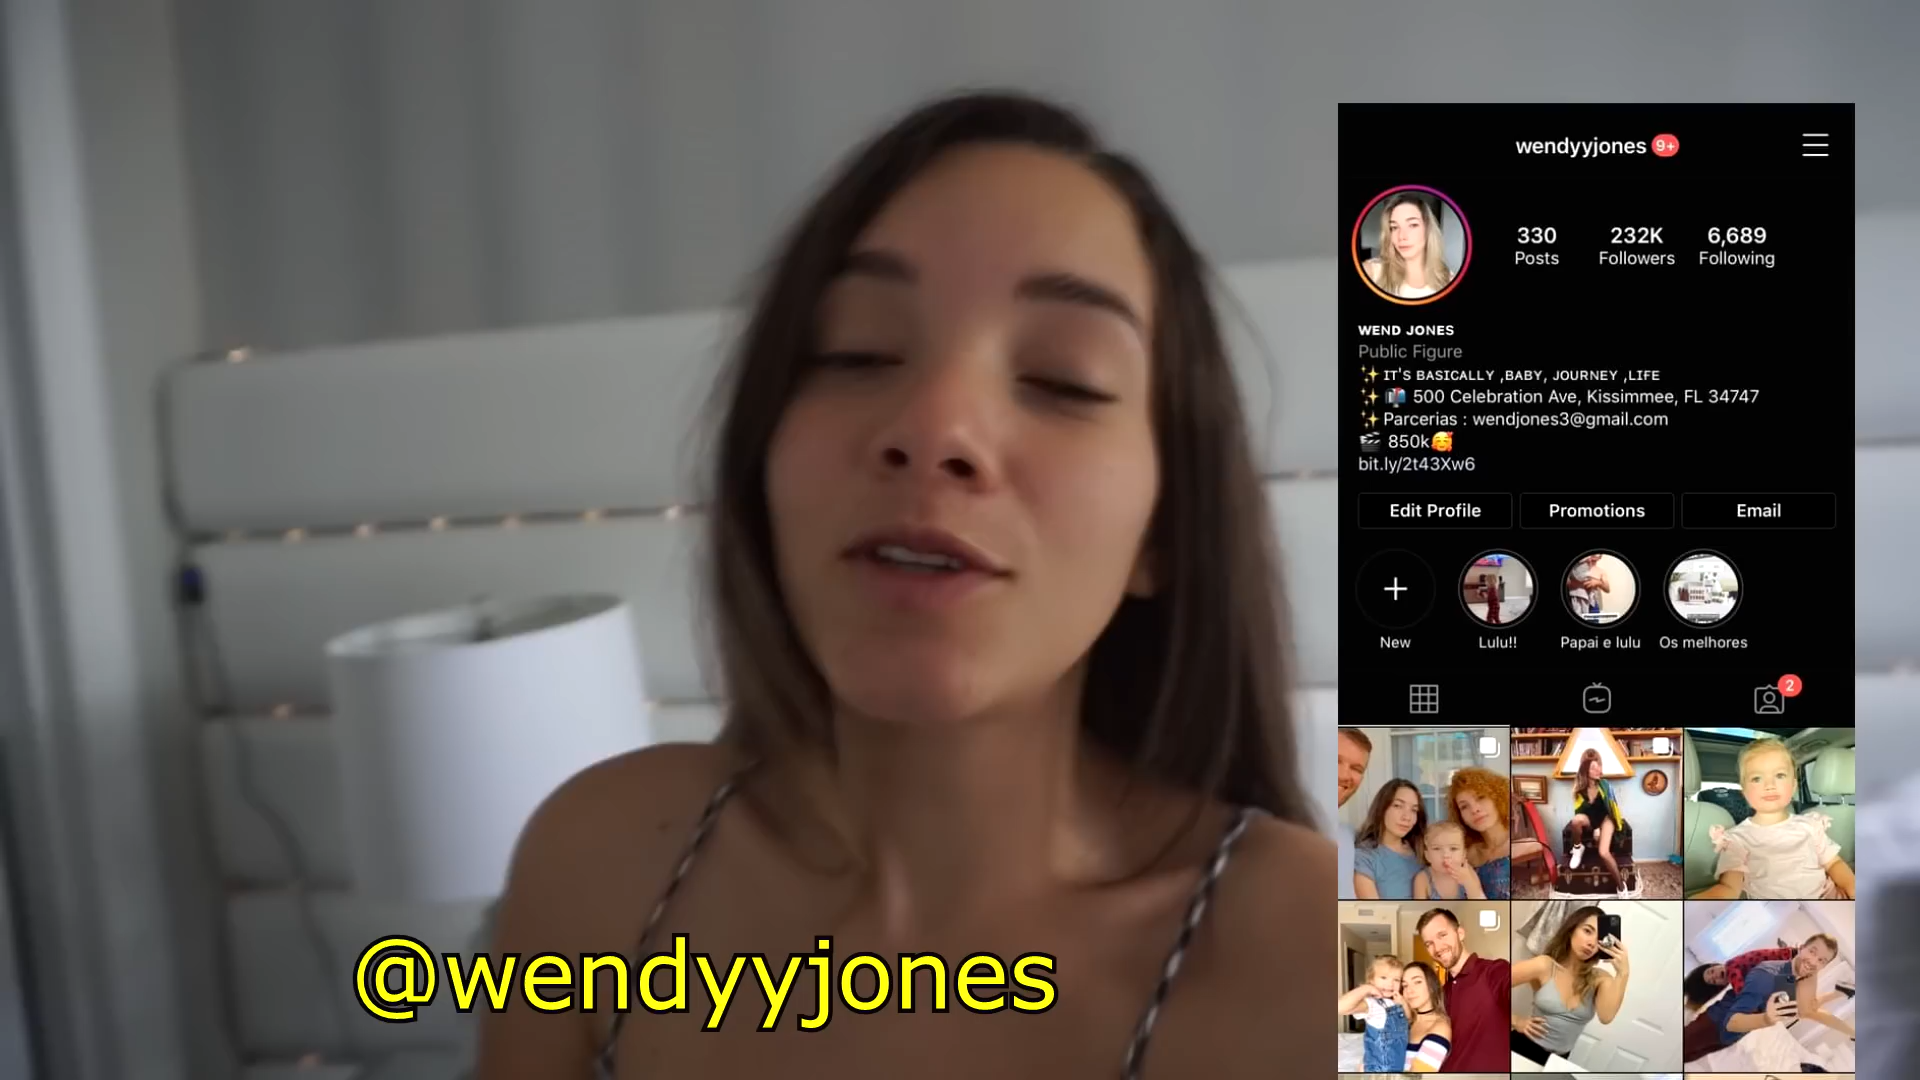 wendyyjones 9+
330 232K 6,689
Posts Followers Following
WEND JONES
Public Figure
✨ IT'S BASICALLY ,BABY, JOURNEY ,LIFE
✨ 📬 500 Celebration Ave, Kissimmee, FL 34747
✨ Parcerias : wendjones3@gmail.com
🎬 850k🥰
bit.ly/2t43Xw6
Edit Profile Promotions Email
New Lulu!! Papai e lulu Os melhores
2
@wendyyjones